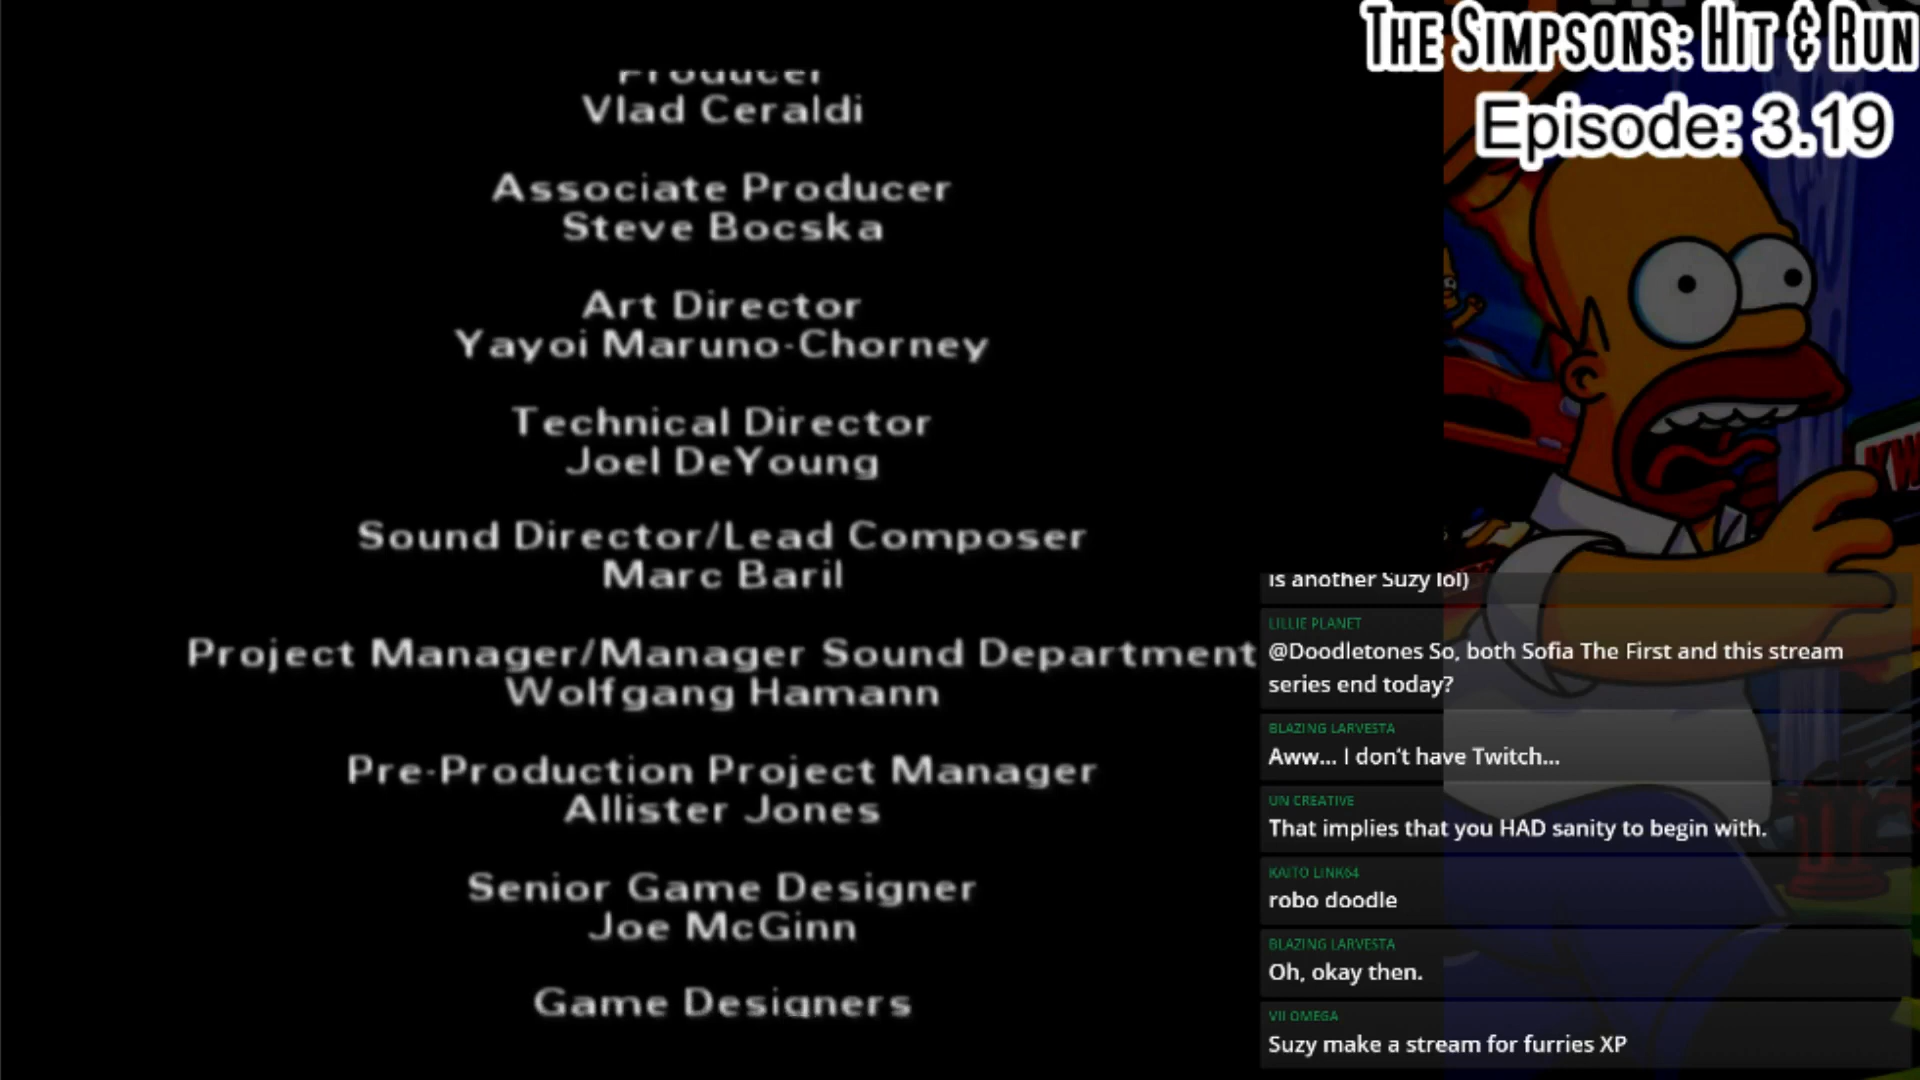 Producer
Vlad Ceraldi
Associate Producer
Steve Bocska
Art Director
Yayoi Maruno-Chorney
Technical Director
Joel DeYoung
Sound Director/Lead Composer
Marc Baril
Project Manager/Manager Sound Department
Wolfgang Hamann
Pre-Production Project Manager
Allister Jones
Senior Game Designer
Joe McGinn
Game Designers
THE SIMPSONS: HIT & RUN
Episode: 3.19
is another Suzy lol)
LILLIE PLANET
@Doodletones So, both Sofia The First and this stream
series end today?
BLAZING LARVESTA
Aww... I don't have Twitch...
UN CREATIVE
That implies that you HAD sanity to begin with.
KAITO LINK64
robo doodle
BLAZING LARVESTA
Oh, okay then.
VII OMEGA
Suzy make a stream for furries XP